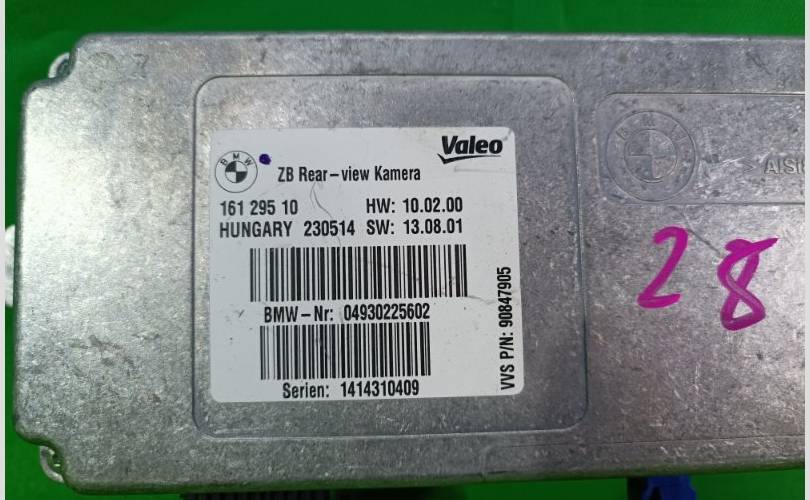 BMW
ZB Rear-view Kamera
Valeo
161 295 10 HW: 10.02.00
HUNGARY 230514 SW: 13.08.01
BMW-Nr: 04930225602
Serien: 1414310409
VVS P/N: 90847905
BMW
28